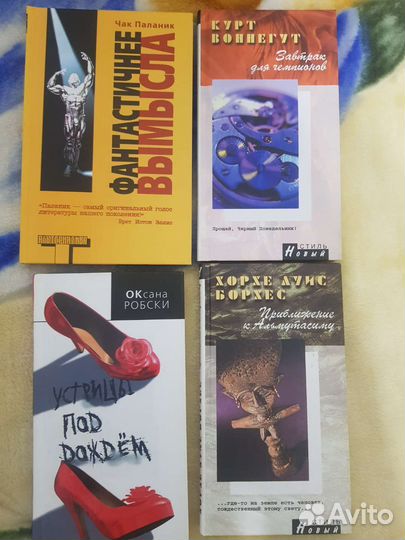 Чак Паланик
ФАНТАСТИЧНЕЕ
ВЫМЫСЛА
«Паланик — самый оригинальный голос
литературы нашего поколения!»
Брет Истон Эллис
КУРТ
ВОННЕГУТ
Завтрак
для чемпионов
Прощай, Черный Понедельник!
СТИЛЬ
Новый
ОКсана
РОБСКИ
УСТРИЦЫ
ПОД
ДОЖДЁМ
ХОРХЕ ЛУИС
БОРХЕС
Приближение
к Альмутасиму
...где-то на земле есть человек,
тождественный этому свету...
Новый
Avito